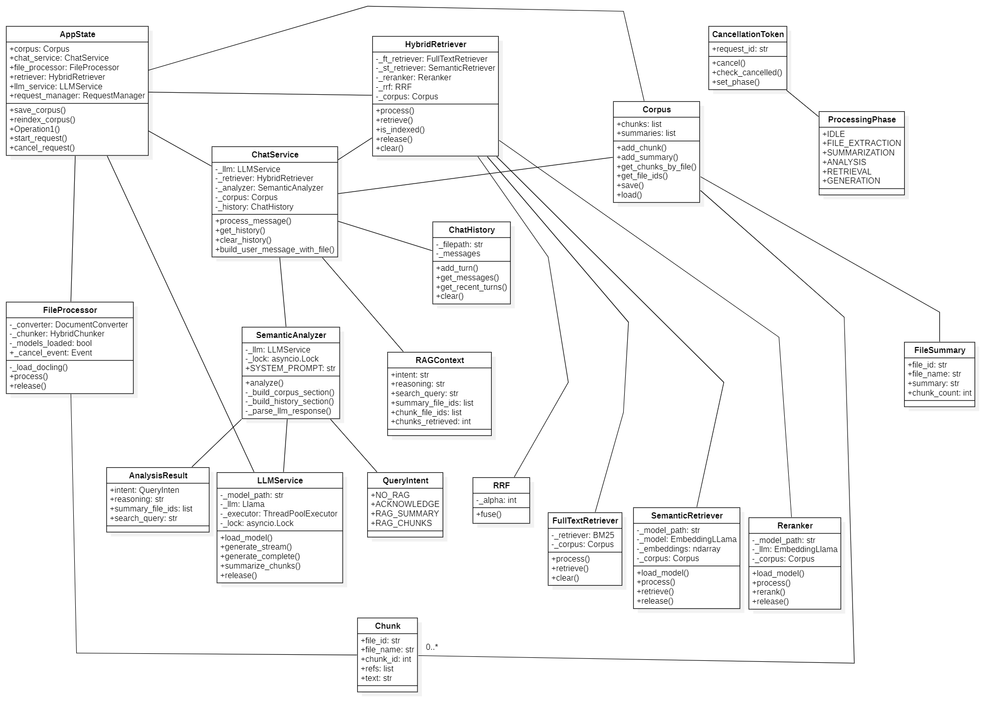 AppState
+corpus: Corpus
+chat_service: ChatService
+file_processor: FileProcessor
+retriever: HybridRetriever
+llm_service: LLMService
+request_manager: RequestManager
+save_corpus()
+reindex_corpus()
+Operation1()
+start_request()
+cancel_request()
HybridRetriever
-_ft_retriever: FullTextRetriever
-_st_retriever: SemanticRetriever
-_reranker: Reranker
-_rrf: RRF
-_corpus: Corpus
+process()
+retrieve()
+is_indexed()
+release()
+clear()
CancellationToken
+request_id: str
+cancel()
+check_cancelled()
+set_phase()
Corpus
+chunks: list
+summaries: list
+add_chunk()
+add_summary()
+get_chunks_by_file()
+get_file_ids()
+save()
+load()
ProcessingPhase
+IDLE
+FILE_EXTRACTION
+SUMMARIZATION
+ANALYSIS
+RETRIEVAL
+GENERATION
ChatService
-_llm: LLMService
-_retriever: HybridRetriever
-_analyzer: SemanticAnalyzer
-_corpus: Corpus
-_history: ChatHistory
+process_message()
+get_history()
+clear_history()
+build_user_message_with_file()
ChatHistory
-_filepath: str
-_messages
+add_turn()
+get_messages()
+get_recent_turns()
+clear()
FileProcessor
-_converter: DocumentConverter
-_chunker: HybridChunker
-_models_loaded: bool
+_cancel_event: Event
-_load_docling()
+process()
+release()
SemanticAnalyzer
-_llm: LLMService
-_lock: asyncio.Lock
+SYSTEM_PROMPT: str
+analyze()
-_build_corpus_section()
-_build_history_section()
-_parse_llm_response()
RAGContext
+intent: str
+reasoning: str
+search_query: str
+summary_file_ids: list
+chunk_file_ids: list
+chunks_retrieved: int
FileSummary
+file_id: str
+file_name: str
+summary: str
+chunk_count: int
AnalysisResult
+intent: QueryInten
+reasoning: str
+summary_file_ids: list
+search_query: str
LLMService
-_model_path: str
-_llm: Llama
-_executor: ThreadPoolExecutor
-_lock: asyncio.Lock
+load_model()
+generate_stream()
+generate_complete()
+summarize_chunks()
+release()
QueryIntent
+NO_RAG
+ACKNOWLEDGE
+RAG_SUMMARY
+RAG_CHUNKS
RRF
-_alpha: int
+fuse()
FullTextRetriever
-_retriever: BM25
-_corpus: Corpus
+process()
+retrieve()
+clear()
SemanticRetriever
-_model_path: str
-_model: EmbeddingLLama
-_embeddings: ndarray
-_corpus: Corpus
+load_model()
+process()
+retrieve()
+release()
Reranker
-_model_path: str
-_llm: EmbeddingLlama
-_corpus: Corpus
+load_model()
+process()
+rerank()
+release()
Chunk
+file_id: str
+file_name: str
+chunk_id: int
+refs: list
+text: str
0..*